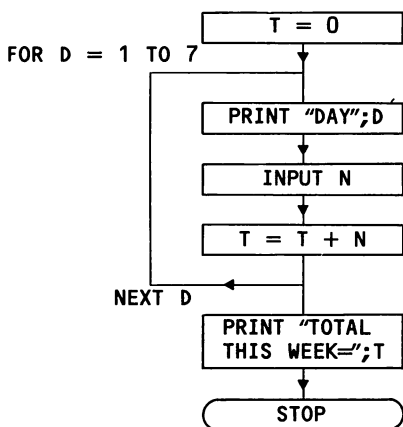 T = 0
FOR D = 1 TO 7
PRINT “DAY”;D
INPUT N
T = T + N
NEXT D
PRINT “TOTAL
THIS WEEK=”;T
STOP